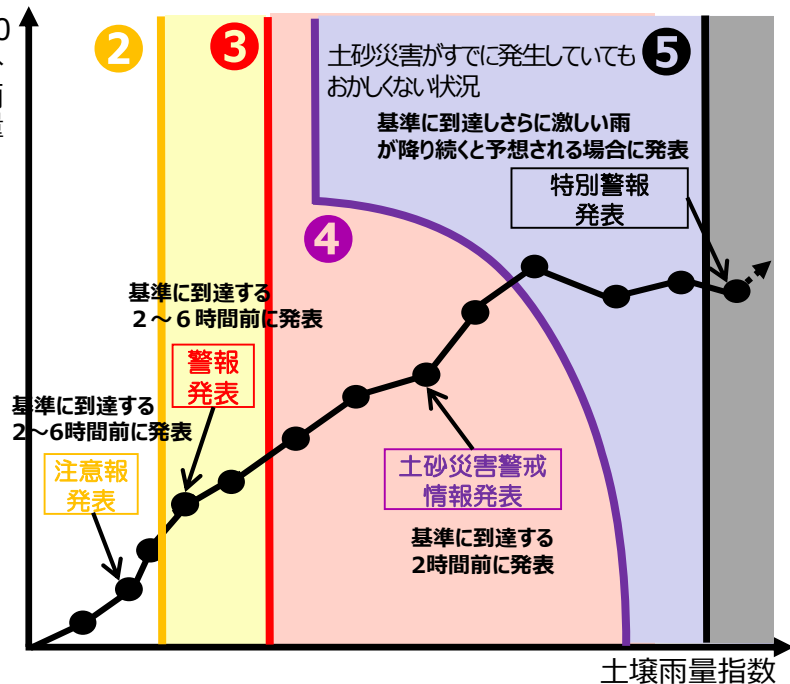 2
3
土砂災害がすでに発生していても
おかしくない状況
5
基準に到達しさらに激しい雨
が降り続くと予想される場合に発表
特別警報
発表
4
基準に到達する
2～6時間前に発表
警報
発表
基準に到達する
2～6時間前に発表
注意報
発表
土砂災害警戒
情報発表
基準に到達する
2時間前に発表
土壌雨量指数